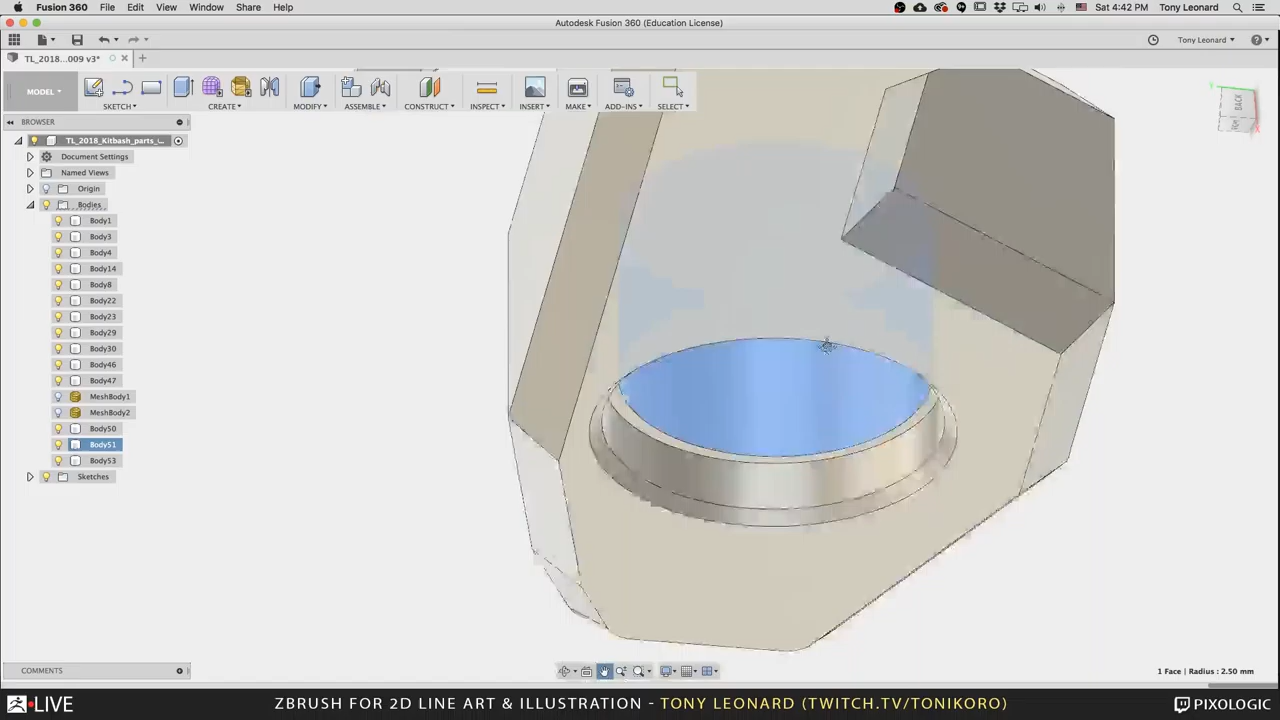 Fusion 360 File Edit View Window Share Help Sat 4:42 PM Tony Leonard
Autodesk Fusion 360 (Education License)
Tony Leonard
TL_2018...009 v3*
MODEL
SKETCH CREATE MODIFY ASSEMBLE CONSTRUCT INSPECT INSERT MAKE ADD-INS SELECT
BACK
BROWSER
TL_2018_Kitbash_parts_
Document Settings
Named Views
Origin
Bodies
Body1
Body3
Body4
Body14
Body8
Body22
Body23
Body29
Body30
Body46
Body47
MeshBody1
MeshBody2
Body50
Body51
Body53
Sketches
COMMENTS
1 Face | Radius : 2.50 mm
LIVE ZBRUSH FOR 2D LINE ART & ILLUSTRATION - TONY LEONARD (TWITCH.TV/TONIKORO) PIXOLOGIC